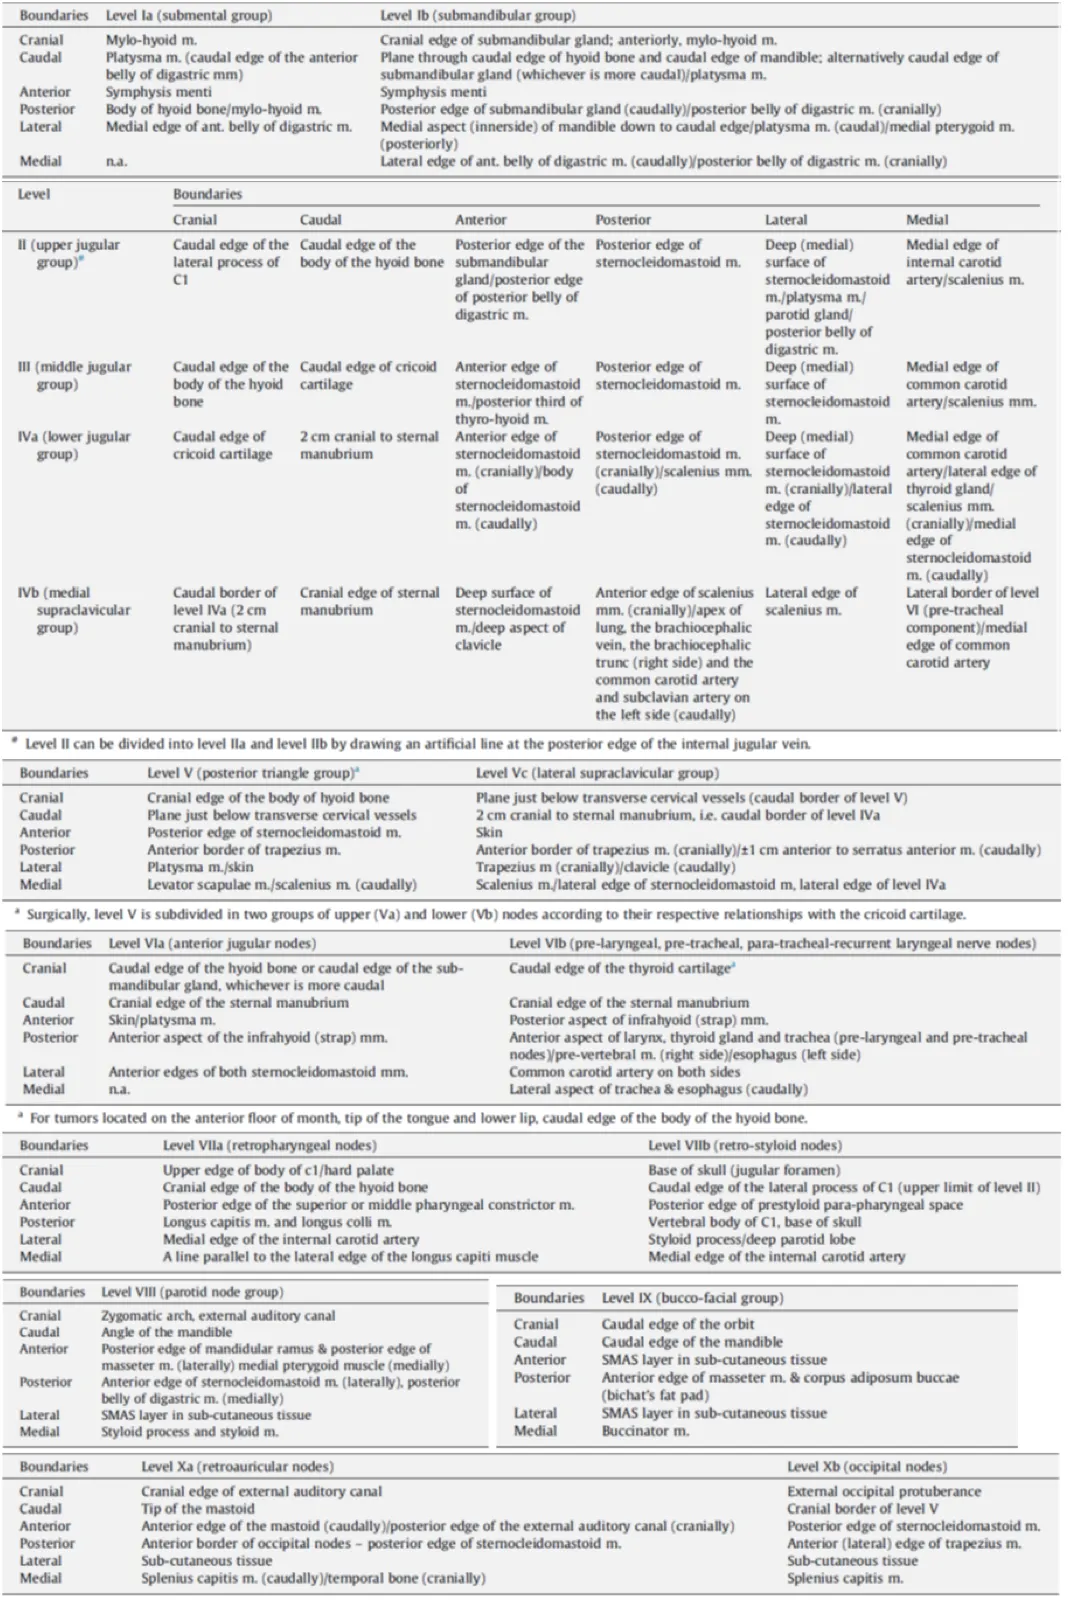 Boundaries Level Ia (submental group) Level Ib (submandibular group)
Cranial Mylo-hyoid m. Cranial edge of submandibular gland; anteriorly, mylo-hyoid m.
Caudal Platysma m. (caudal edge of the anterior belly of digastric mm) Plane through caudal edge of hyoid bone and caudal edge of mandible; alternatively caudal edge of submandibular gland (whichever is more caudal)/platysma m.
Anterior Symphysis menti Symphysis menti
Posterior Body of hyoid bone/mylo-hyoid m. Posterior edge of submandibular gland (caudally)/posterior belly of digastric m. (cranially)
Lateral Medial edge of ant. belly of digastric m. Medial aspect (innerside) of mandible down to caudal edge/platysma m. (caudal)/medial pterygoid m. (posteriorly)
Medial n.a. Lateral edge of ant. belly of digastric m. (caudally)/posterior belly of digastric m. (cranially)
Level Boundaries
Cranial Caudal Anterior Posterior Lateral Medial
II (upper jugular group)# Caudal edge of the lateral process of C1 Caudal edge of the body of the hyoid bone Posterior edge of the submandibular gland/posterior edge of posterior belly of digastric m. Posterior edge of sternocleidomastoid m. Deep (medial) surface of sternocleidomastoid m./platysma m./parotid gland/posterior belly of digastric m. Medial edge of internal carotid artery/scalenius m.
III (middle jugular group) Caudal edge of the body of the hyoid bone Caudal edge of cricoid cartilage Anterior edge of sternocleidomastoid m./posterior third of thyro-hyoid m. Posterior edge of sternocleidomastoid m. Deep (medial) surface of sternocleidomastoid m. Medial edge of common carotid artery/scalenius mm.
IVa (lower jugular group) Caudal edge of cricoid cartilage 2 cm cranial to sternal manubrium Anterior edge of sternocleidomastoid m. (cranially)/body of sternocleidomastoid m. (caudally) Posterior edge of sternocleidomastoid m. (cranially)/scalenius mm. (caudally) Deep (medial) surface of sternocleidomastoid m. (cranially)/lateral edge of sternocleidomastoid m. (caudally) Medial edge of common carotid artery/lateral edge of thyroid gland/scalenius mm. (cranially)/medial edge of sternocleidomastoid m. (caudally)
IVb (medial supraclavicular group) Caudal border of level IVa (2 cm cranial to sternal manubrium) Cranial edge of sternal manubrium Deep surface of sternocleidomastoid m./deep aspect of clavicle Anterior edge of scalenius mm. (cranially)/apex of lung, the brachiocephalic vein, the brachiocephalic trunc (right side) and the common carotid artery and subclavian artery on the left side (caudally) Lateral edge of scalenius m. Lateral border of level VI (pre-tracheal component)/medial edge of common carotid artery
# Level II can be divided into level IIa and level IIb by drawing an artificial line at the posterior edge of the internal jugular vein.
Boundaries Level V (posterior triangle group)a Level Vc (lateral supraclavicular group)
Cranial Cranial edge of the body of hyoid bone Plane just below transverse cervical vessels (caudal border of level V)
Caudal Plane just below transverse cervical vessels 2 cm cranial to sternal manubrium, i.e. caudal border of level IVa
Anterior Posterior edge of sternocleidomastoid m. Skin
Posterior Anterior border of trapezius m. Anterior border of trapezius m. (cranially)/±1 cm anterior to serratus anterior m. (caudally)
Lateral Platysma m./skin Trapezius m (cranially)/clavicle (caudally)
Medial Levator scapulae m./scalenius m. (caudally) Scalenius m./lateral edge of sternocleidomastoid m, lateral edge of level IVa
a Surgically, level V is subdivided in two groups of upper (Va) and lower (Vb) nodes according to their respective relationships with the cricoid cartilage.
Boundaries Level VIa (anterior jugular nodes) Level VIb (pre-laryngeal, pre-tracheal, para-tracheal-recurrent laryngeal nerve nodes)
Cranial Caudal edge of the hyoid bone or caudal edge of the sub-mandibular gland, whichever is more caudal Caudal edge of the thyroid cartilagea
Caudal Cranial edge of the sternal manubrium Cranial edge of the sternal manubrium
Anterior Skin/platysma m. Posterior aspect of infrahyoid (strap) mm.
Posterior Anterior aspect of the infrahyoid (strap) mm. Anterior aspect of larynx, thyroid gland and trachea (pre-laryngeal and pre-tracheal nodes)/pre-vertebral m. (right side)/esophagus (left side)
Lateral Anterior edges of both sternocleidomastoid mm. Common carotid artery on both sides
Medial n.a. Lateral aspect of trachea & esophagus (caudally)
a For tumors located on the anterior floor of month, tip of the tongue and lower lip, caudal edge of the body of the hyoid bone.
Boundaries Level VIIa (retropharyngeal nodes) Level VIIb (retro-styloid nodes)
Cranial Upper edge of body of c1/hard palate Base of skull (jugular foramen)
Caudal Cranial edge of the body of the hyoid bone Caudal edge of the lateral process of C1 (upper limit of level II)
Anterior Posterior edge of the superior or middle pharyngeal constrictor m. Posterior edge of prestyloid para-pharyngeal space
Posterior Longus capitis m. and longus colli m. Vertebral body of C1, base of skull
Lateral Medial edge of the internal carotid artery Styloid process/deep parotid lobe
Medial A line parallel to the lateral edge of the longus capiti muscle Medial edge of the internal carotid artery
Boundaries Level VIII (parotid node group)
Cranial Zygomatic arch, external auditory canal
Caudal Angle of the mandible
Anterior Posterior edge of mandidular ramus & posterior edge of masseter m. (laterally) medial pterygoid muscle (medially)
Posterior Anterior edge of sternocleidomastoid m. (laterally), posterior belly of digastric m. (medially)
Lateral SMAS layer in sub-cutaneous tissue
Medial Styloid process and styloid m.
Boundaries Level IX (bucco-facial group)
Cranial Caudal edge of the orbit
Caudal Caudal edge of the mandible
Anterior SMAS layer in sub-cutaneous tissue
Posterior Anterior edge of masseter m. & corpus adiposum buccae (bichat's fat pad)
Lateral SMAS layer in sub-cutaneous tissue
Medial Buccinator m.
Boundaries Level Xa (retroauricular nodes) Level Xb (occipital nodes)
Cranial Cranial edge of external auditory canal External occipital protuberance
Caudal Tip of the mastoid Cranial border of level V
Anterior Anterior edge of the mastoid (caudally)/posterior edge of the external auditory canal (cranially) Posterior edge of sternocleidomastoid m.
Posterior Anterior border of occipital nodes – posterior edge of sternocleidomastoid m. Anterior (lateral) edge of trapezius m.
Lateral Sub-cutaneous tissue Sub-cutaneous tissue
Medial Splenius capitis m. (caudally)/temporal bone (cranially) Splenius capitis m.